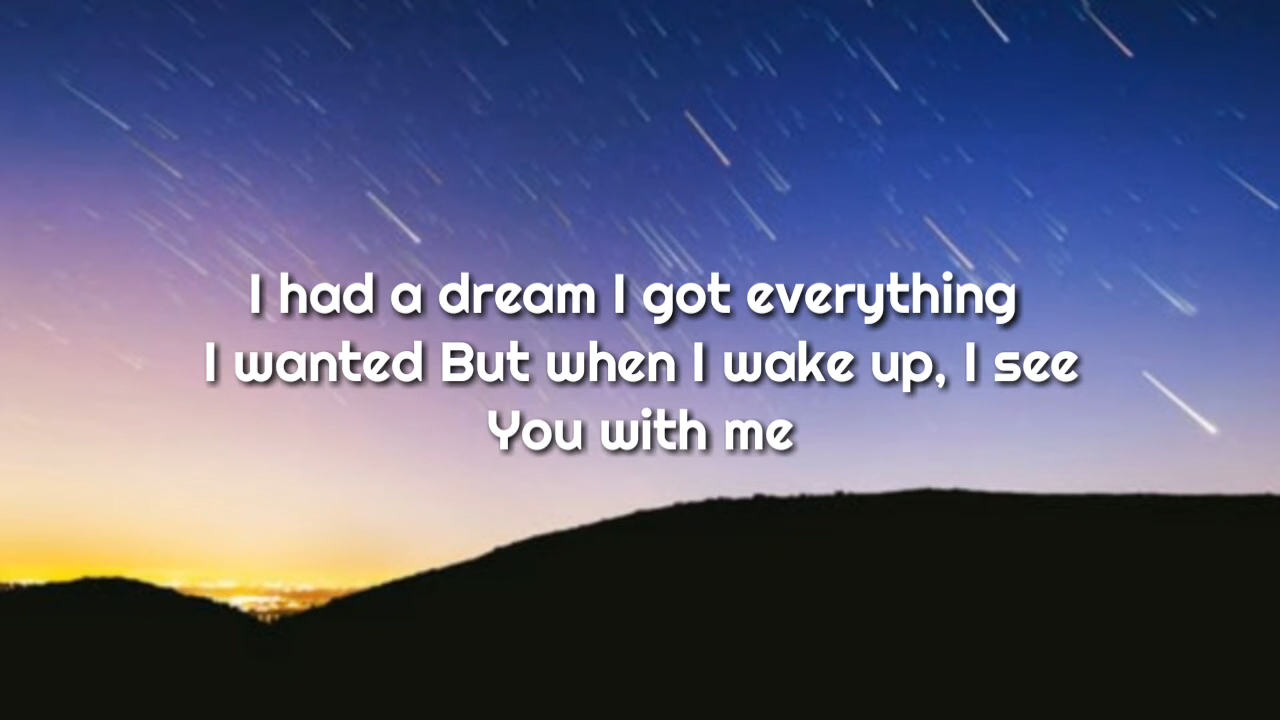 I had a dream I got everything
I wanted But when I wake up, I see
You with me